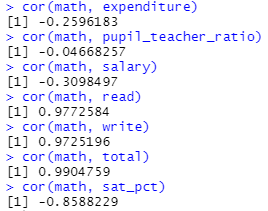 > cor(math, expenditure)
[1] -0.2596183
> cor(math, pupil_teacher_ratio)
[1] -0.04668257
> cor(math, salary)
[1] -0.3098497
> cor(math, read)
[1] 0.9772584
> cor(math, write)
[1] 0.9725196
> cor(math, total)
[1] 0.9904759
> cor(math, sat_pct)
[1] -0.8588229